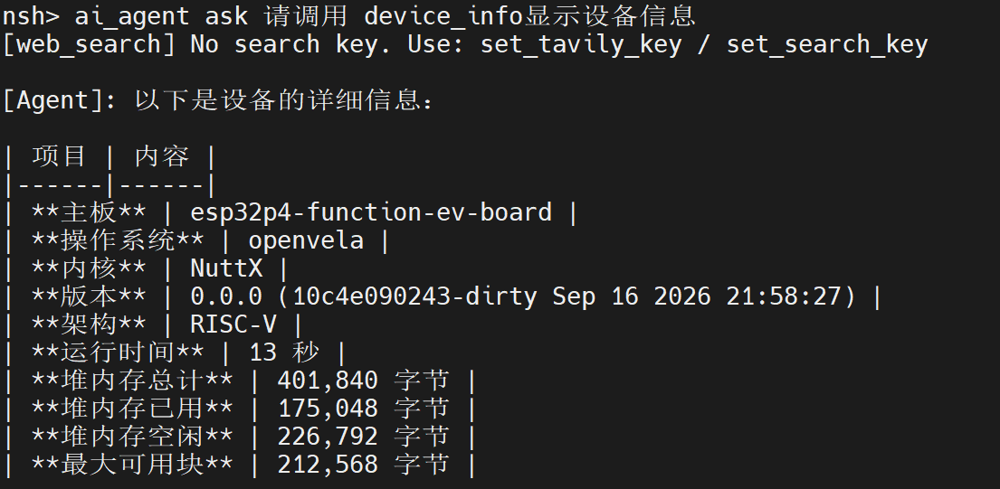 nsh> ai_agent ask 请调用 device_info显示设备信息
[web_search] No search key. Use: set_tavily_key / set_search_key
[Agent]: 以下是设备的详细信息：
| 项目 | 内容 |
|------|------|
| **主板** | esp32p4-function-ev-board |
| **操作系统** | openvela |
| **内核** | NuttX |
| **版本** | 0.0.0 (10c4e090243-dirty Sep 16 2026 21:58:27) |
| **架构** | RISC-V |
| **运行时间** | 13 秒 |
| **堆内存总计** | 401,840 字节 |
| **堆内存已用** | 175,048 字节 |
| **堆内存空闲** | 226,792 字节 |
| **最大可用块** | 212,568 字节 |